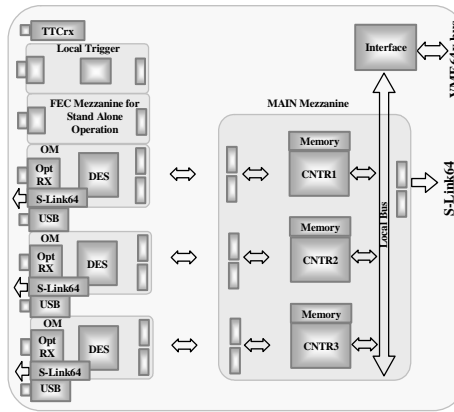 TTCrx
Local Trigger
FEC Mezzanine for
Stand Alone
Operation
OM
Opt
RX
DES
S-Link64
USB
OM
Opt
RX
DES
S-Link64
USB
OM
Opt
RX
DES
S-Link64
USB
MAIN Mezzanine
Memory
CNTR1
Memory
CNTR2
Memory
CNTR3
Local Bus
Interface
VME64x bus
S-Link64